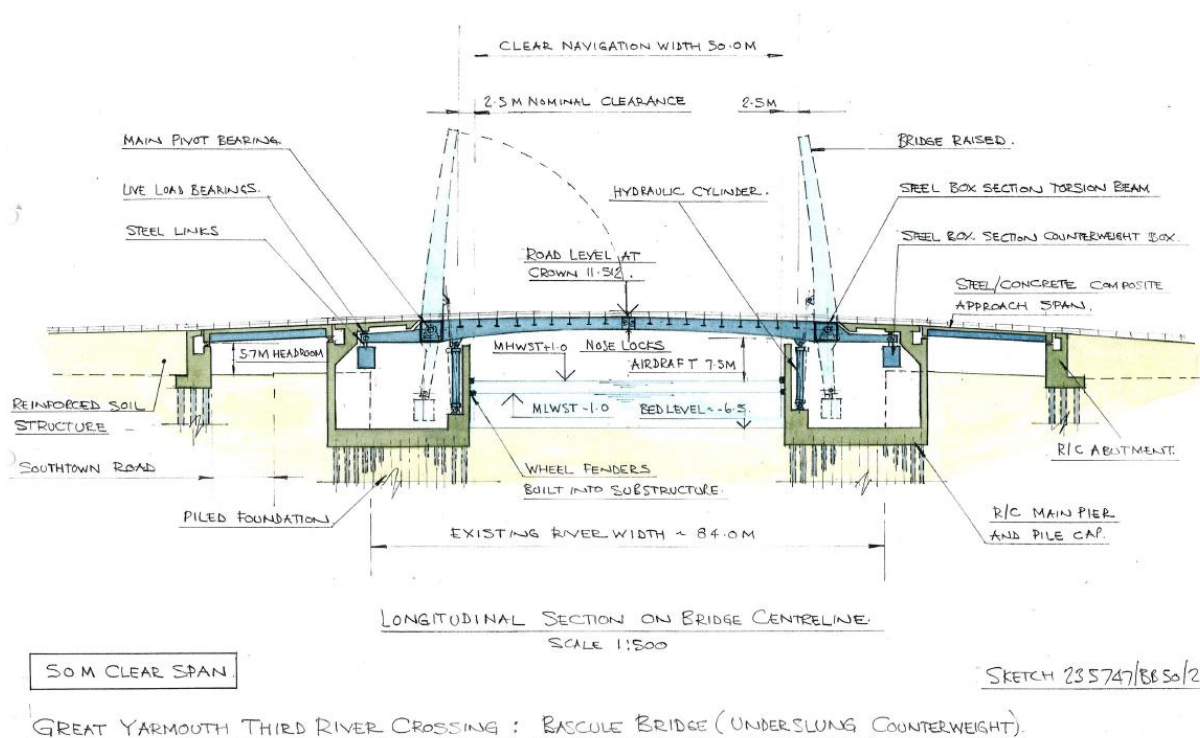 CLEAR NAVIGATION WIDTH 50.0M
2.5 M NOMINAL CLEARANCE
2.5M
MAIN PIVOT BEARING.
BRIDGE RAISED.
LIVE LOAD BEARINGS.
HYDRAULIC CYLINDER.
STEEL BOX SECTION TORSION BEAM
STEEL LINKS
STEEL BOX SECTION COUNTERWEIGHT BOX.
ROAD LEVEL AT
CROWN 11.512.
STEEL/CONCRETE COMPOSITE
APPROACH SPAN.
5.7M HEADROOM
MHWST+1.0
NOSE LOCKS
AIRDRAFT 7.5M
REINFORCED SOIL
STRUCTURE
MLWST -1.0
BED LEVEL ~ -6.5
SOUTHTOWN ROAD
WHEEL FENDERS
BUILT INTO SUBSTRUCTURE.
R/C ABUTMENT.
PILED FOUNDATION
R/C MAIN PIER
AND PILE CAP.
EXISTING RIVER WIDTH ~ 84.0M
LONGITUDINAL SECTION ON BRIDGE CENTRELINE.
SCALE 1:500
50 M CLEAR SPAN.
SKETCH 235747/BB50/2
GREAT YARMOUTH THIRD RIVER CROSSING : BASCULE BRIDGE (UNDERSLUNG COUNTERWEIGHT).